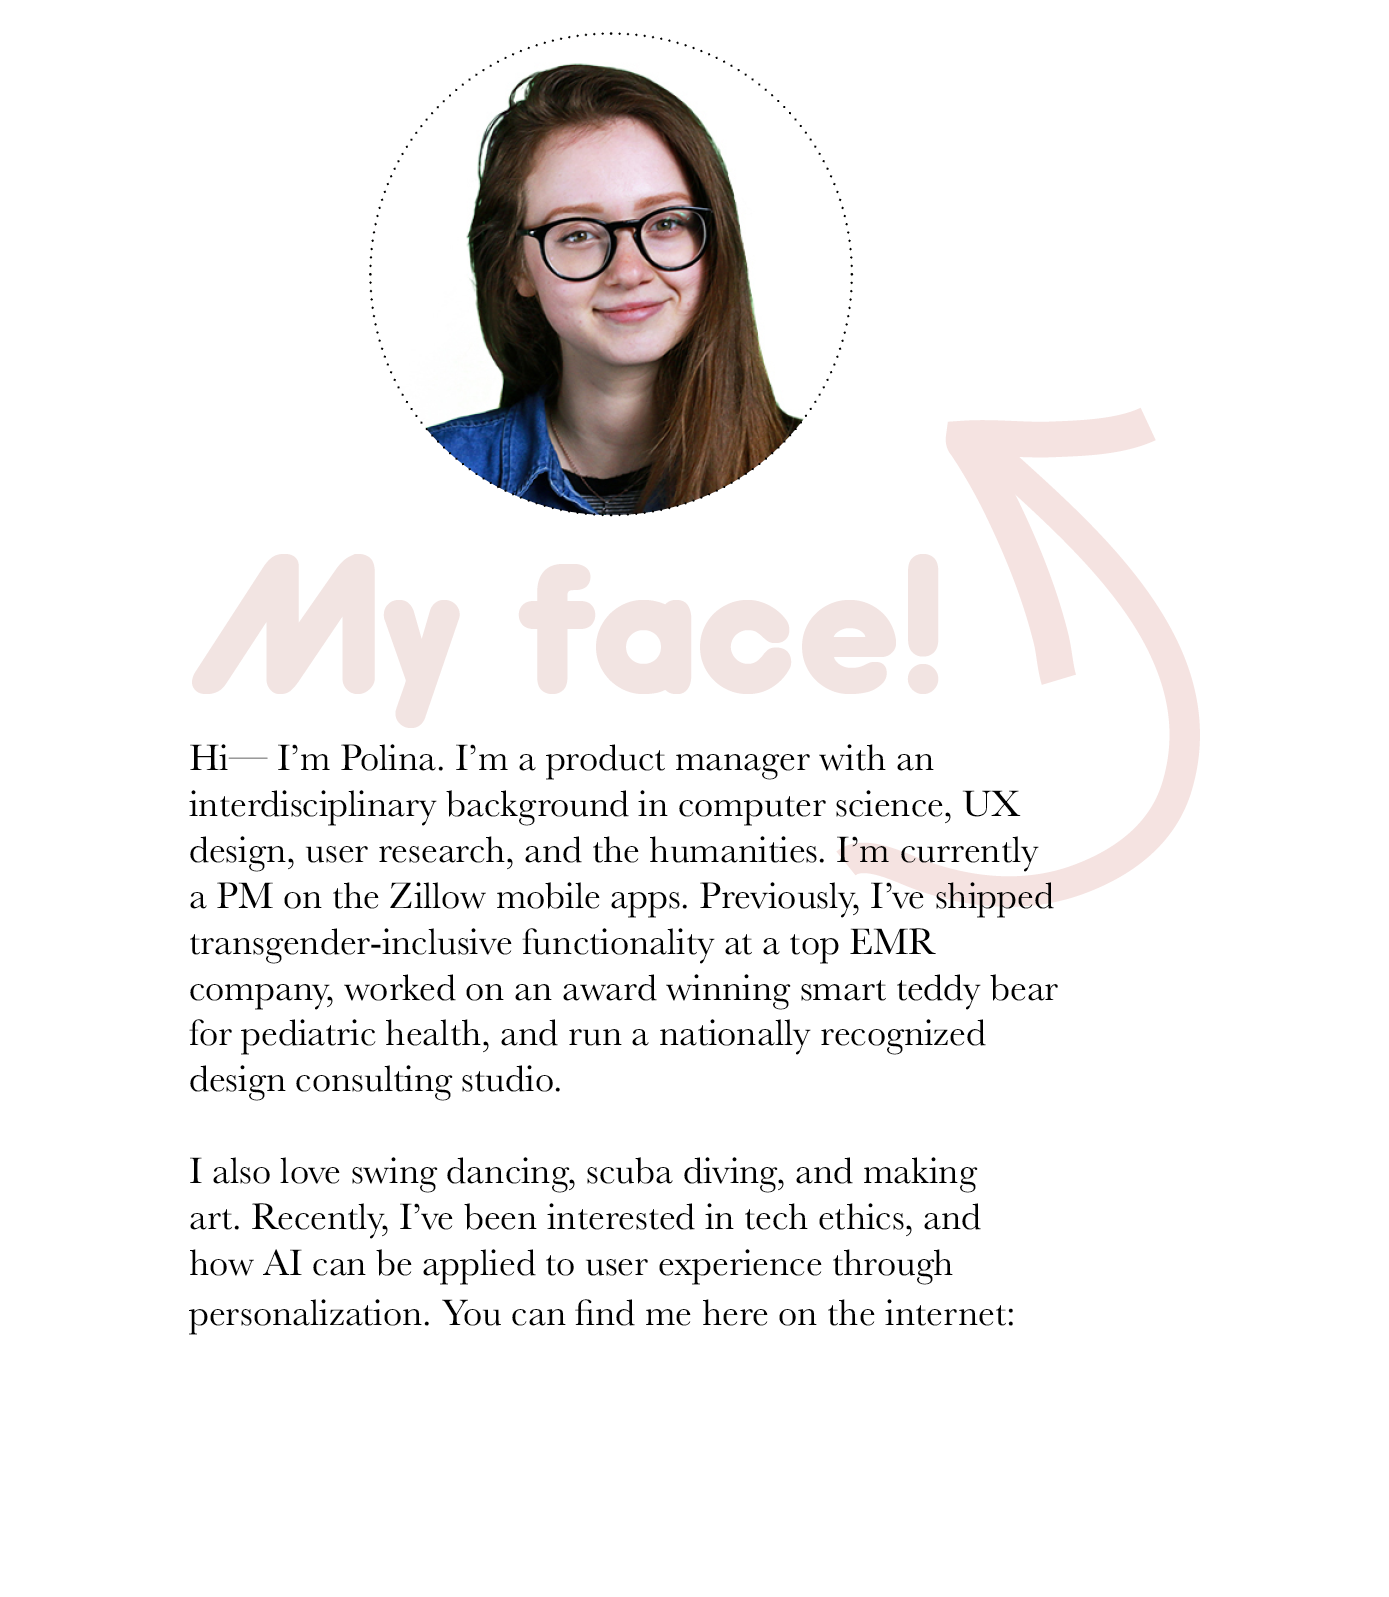 My face!
Hi— I’m Polina. I’m a product manager with an
interdisciplinary background in computer science, UX
design, user research, and the humanities. I’m currently
a PM on the Zillow mobile apps. Previously, I’ve shipped
transgender-inclusive functionality at a top EMR
company, worked on an award winning smart teddy bear
for pediatric health, and run a nationally recognized
design consulting studio.
I also love swing dancing, scuba diving, and making
art. Recently, I’ve been interested in tech ethics, and
how AI can be applied to user experience through
personalization. You can find me here on the internet: